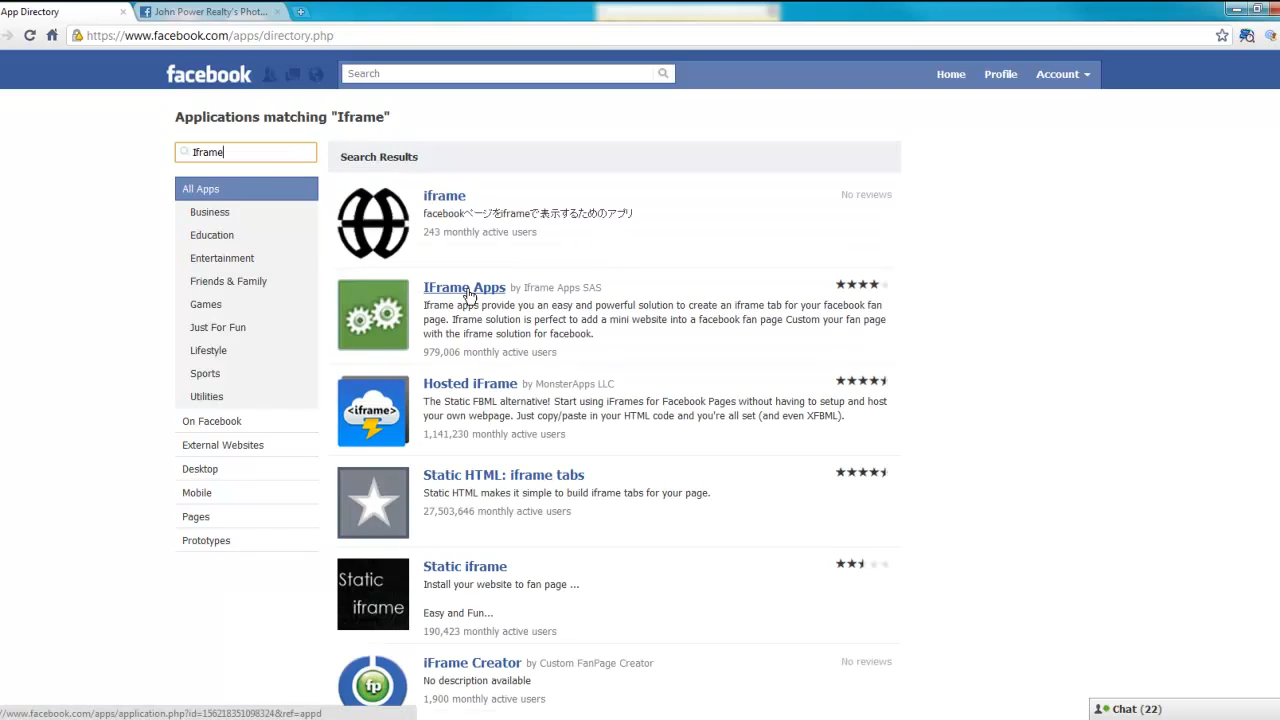 App Directory
John Power Realty's Phot...
https://www.facebook.com/apps/directory.php
facebook
Search
Home
Profile
Account
Applications matching "Iframe"
Iframe
All Apps
Business
Education
Entertainment
Friends & Family
Games
Just For Fun
Lifestyle
Sports
Utilities
On Facebook
External Websites
Desktop
Mobile
Pages
Prototypes
Search Results
iframe
No reviews
facebookページをiframeで表示するためのアプリ
243 monthly active users
IFrame Apps by Iframe Apps SAS
Iframe apps provide you an easy and powerful solution to create an iframe tab for your facebook fan
page. Iframe solution is perfect to add a mini website into a facebook fan page Custom your fan page
with the iframe solution for facebook.
979,006 monthly active users
<iframe>
Hosted iFrame by MonsterApps LLC
The Static FBML alternative! Start using iFrames for Facebook Pages without having to setup and host
your own webpage. Just copy/paste in your HTML code and you're all set (and even XFBML).
1,141,230 monthly active users
Static HTML: iframe tabs
Static HTML makes it simple to build iframe tabs for your page.
27,503,646 monthly active users
Static
iframe
Static iframe
Install your website to fan page ...
Easy and Fun...
190,423 monthly active users
fp
iFrame Creator by Custom FanPage Creator
No reviews
No description available
1,900 monthly active users
//www.facebook.com/apps/application.php?id=156218351098324&ref=appd
Chat (22)